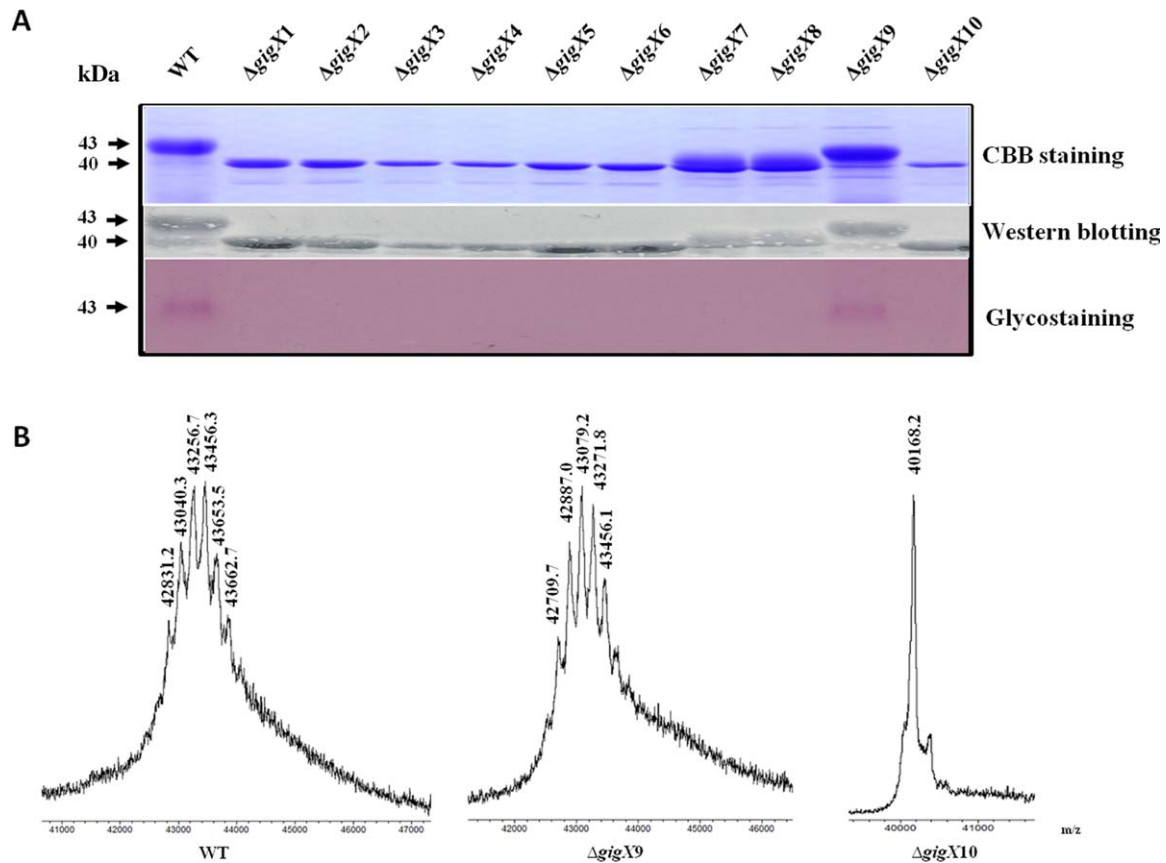 A
kDa
WT ΔgigX1 ΔgigX2 ΔgigX3 ΔgigX4 ΔgigX5 ΔgigX6 ΔgigX7 ΔgigX8 ΔgigX9 ΔgigX10
43
40
CBB staining
43
40
Western blotting
43
Glycostaining
B
42831.2 43040.3 43256.7 43456.3 43653.5 43662.7
42709.7 42887.0 43079.2 43271.8 43456.1
40168.2
41000 42000 43000 44000 45000 46000 47000
42000 43000 44000 45000 46000
40000 41000
m/z
WT ΔgigX9 ΔgigX10